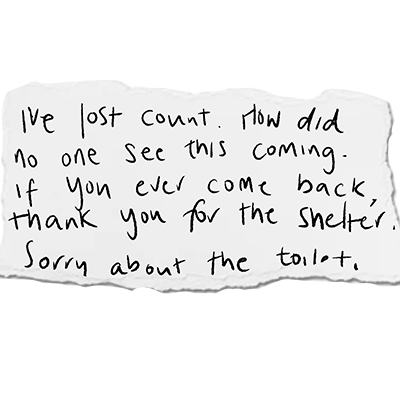 I've lost count. How did
no one see this coming.
if you ever come back,
thank you for the shelter.
Sorry about the toilet.